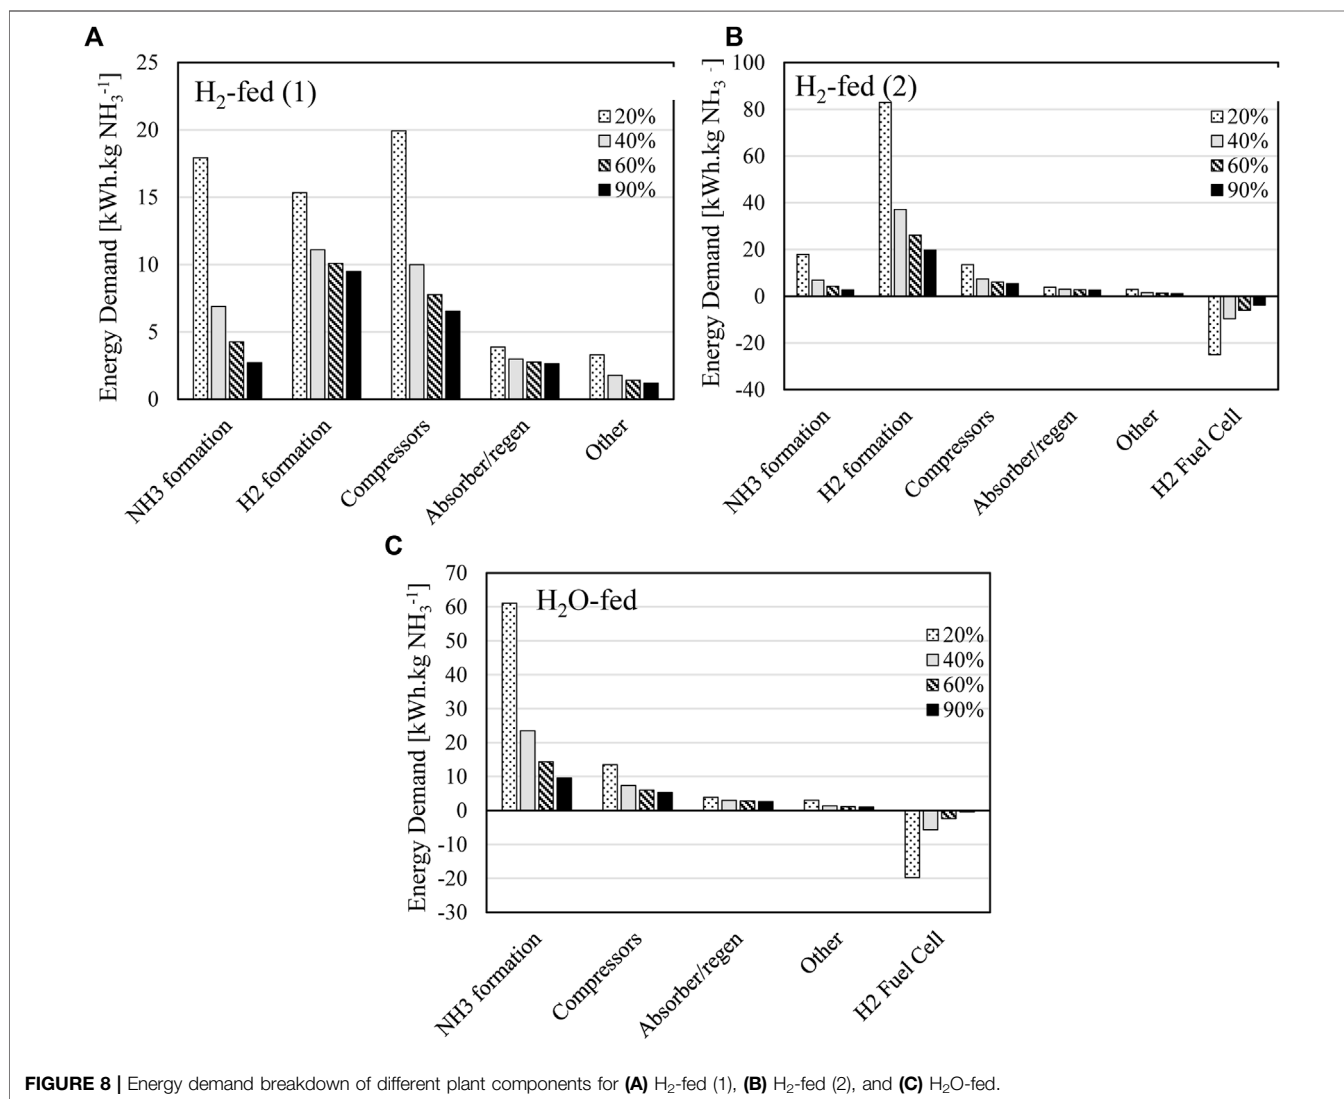 A
Energy Demand [kWh.kg NH₃⁻¹]
25
20
15
10
5
0
H₂-fed (1)
20%
40%
60%
90%
NH3 formation
H2 formation
Compressors
Absorber/regen
Other
B
Energy Demand [kWh.kg
100
80
60
40
20
0
-20
-40
H₂-fed (2)
20%
40%
60%
90%
NH3 formation
H2 formation
Compressors
Absorber/regen
Other
H2 Fuel Cell
C
Energy Demand [kWh.kg NH₃⁻¹]
70
60
50
40
30
20
10
0
-10
-20
-30
H₂O-fed
20%
40%
60%
90%
NH3 formation
Compressors
Absorber/regen
Other
H2 Fuel Cell
FIGURE 8 | Energy demand breakdown of different plant components for (A) H₂-fed (1), (B) H₂-fed (2), and (C) H₂O-fed.